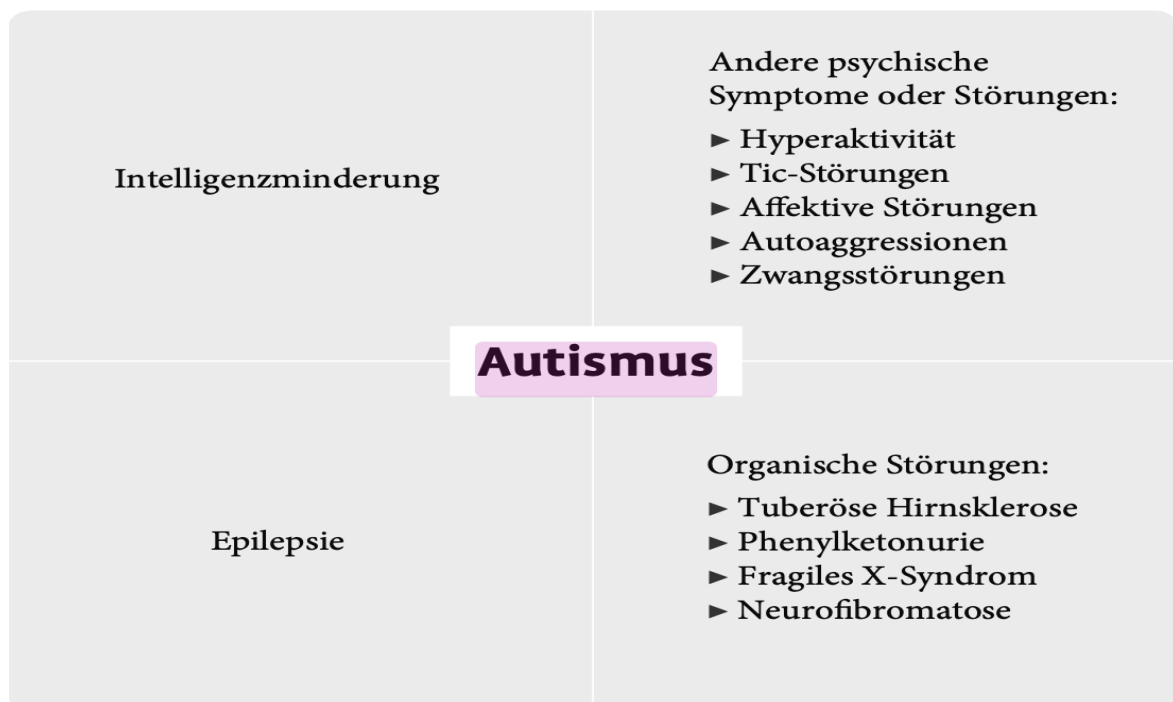 Intelligenzminderung
Andere psychische
Symptome oder Störungen:
► Hyperaktivität
► Tic-Störungen
► Affektive Störungen
► Autoaggressionen
► Zwangsstörungen
Autismus
Epilepsie
Organische Störungen:
► Tuberöse Hirnsklerose
► Phenylketonurie
► Fragiles X-Syndrom
► Neurofibromatose